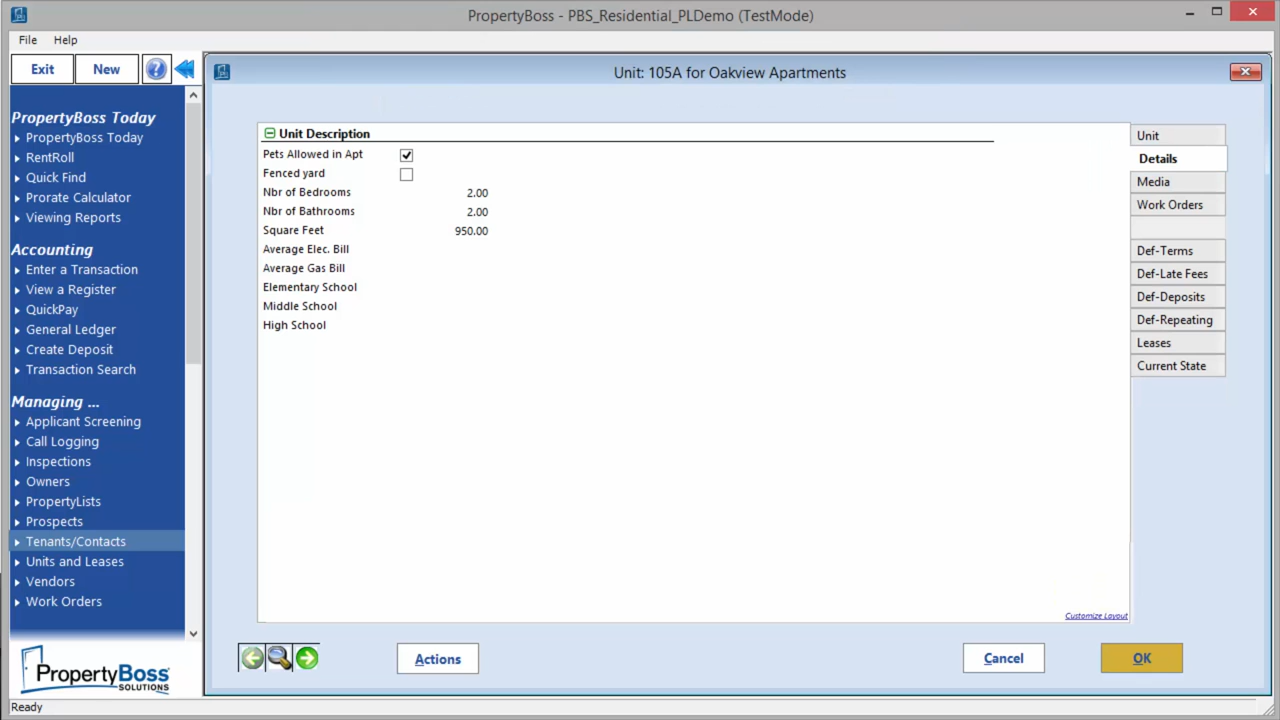 PropertyBoss - PBS_Residential_PLDemo (TestMode)
File Help
Exit New ?
Unit: 105A for Oakview Apartments
PropertyBoss Today
PropertyBoss Today
RentRoll
Quick Find
Prorate Calculator
Viewing Reports
Accounting
Enter a Transaction
View a Register
QuickPay
General Ledger
Create Deposit
Transaction Search
Managing ...
Applicant Screening
Call Logging
Inspections
Owners
PropertyLists
Prospects
Tenants/Contacts
Units and Leases
Vendors
Work Orders
PropertyBoss
SOLUTIONS
Unit Description
Pets Allowed in Apt
Fenced yard
Nbr of Bedrooms 2.00
Nbr of Bathrooms 2.00
Square Feet 950.00
Average Elec. Bill
Average Gas Bill
Elementary School
Middle School
High School
Customize Layout
Unit
Details
Media
Work Orders
Def-Terms
Def-Late Fees
Def-Deposits
Def-Repeating
Leases
Current State
Actions Cancel OK
Ready